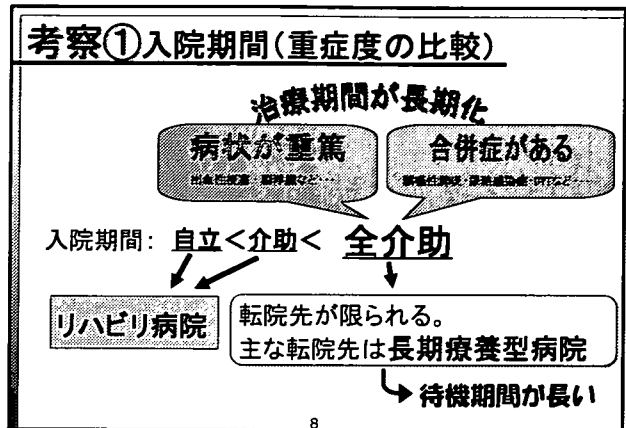 考察①入院期間(重症度の比較)
治療期間が長期化
病状が重篤
合併症がある
入院期間: 自立<介助< 全介助
リハビリ病院
転院先が限られる。
主な転院先は長期療養型病院
待機期間が長い
8